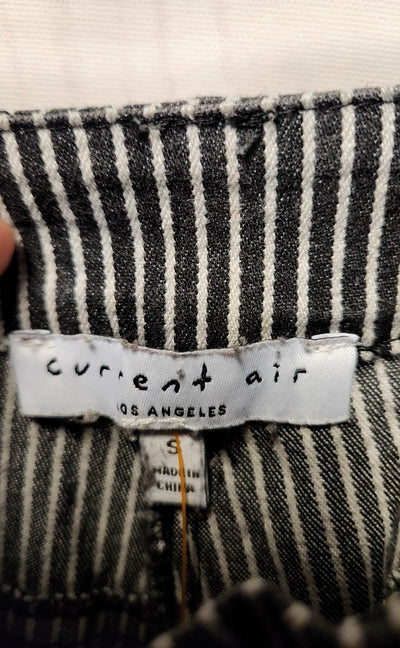 current air
LOS ANGELES
S
MADE IN
CHINA